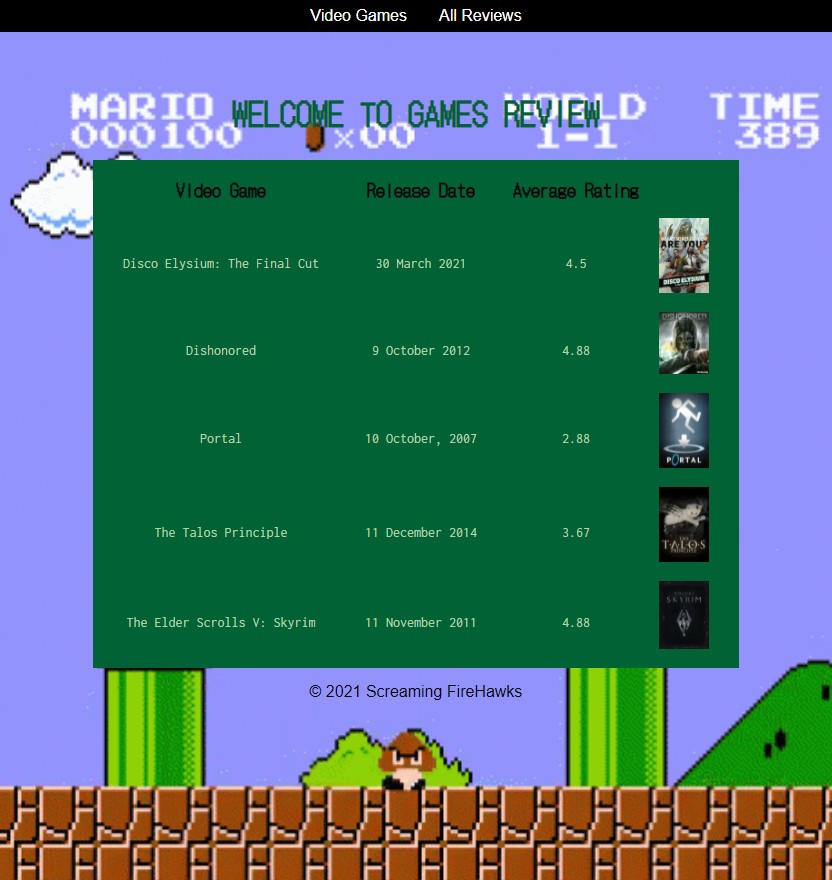 Video Games All Reviews
MARIO WORLD TIME
WELCOME TO GAMES REVIEW
000100 ×00 1-1 389
Video Game Release Date Average Rating
ARE YOU?
DISCO ELYSIUM
Disco Elysium: The Final Cut 30 March 2021 4.5
DISHONORED
Dishonored 9 October 2012 4.88
Portal 10 October, 2007 2.88
PORTAL
The Talos Principle 11 December 2014 3.67
TALOS
SKYRIM
The Elder Scrolls V: Skyrim 11 November 2011 4.88
© 2021 Screaming FireHawks